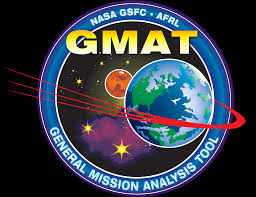 NASA GSFC • AFRL
GMAT
GENERAL MISSION ANALYSIS TOOL